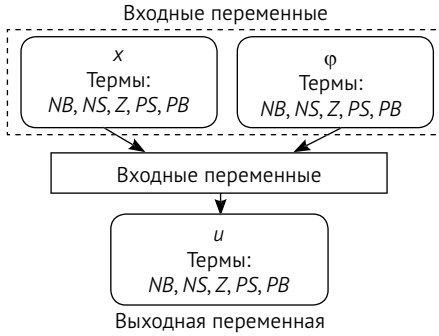 Входные переменные
x
Термы:
NB, NS, Z, PS, PB
φ
Термы:
NB, NS, Z, PS, PB
Входные переменные
u
Термы:
NB, NS, Z, PS, PB
Выходная переменная